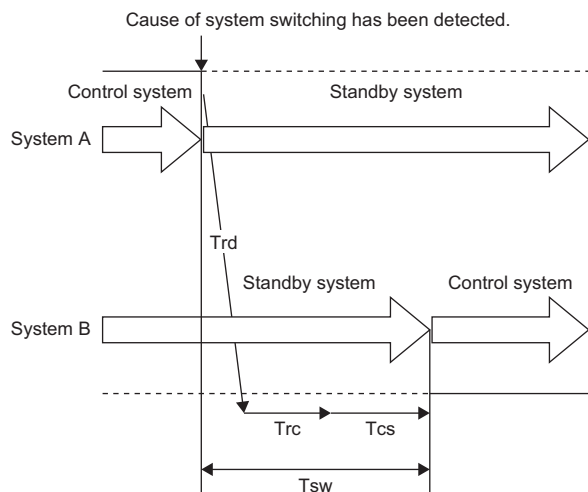 Cause of system switching has been detected.
Control system
Standby system
System A
Trd
Standby system
Control system
System B
Trc
Tcs
Tsw